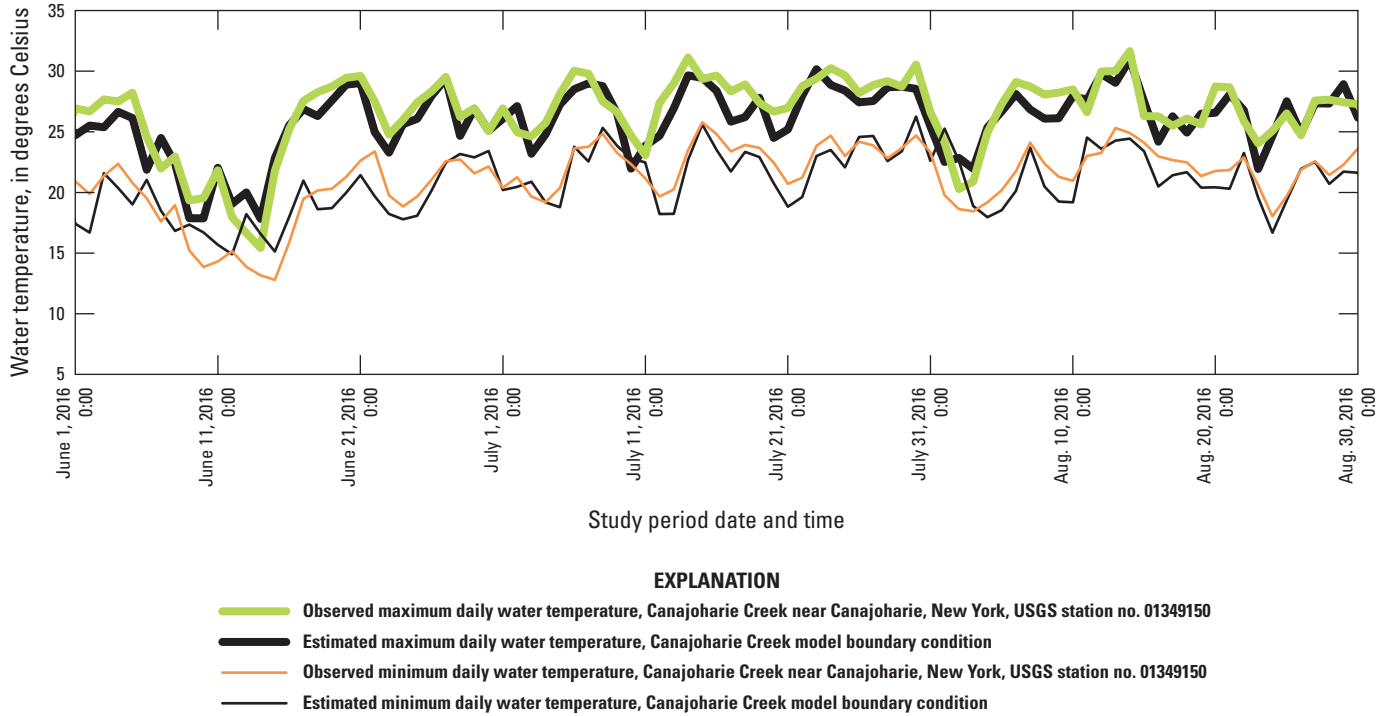 Water temperature, in degrees Celsius
35
30
25
20
15
10
5
June 1, 2016
0:00
June 11, 2016
0:00
June 21, 2016
0:00
July 1, 2016
0:00
July 11, 2016
0:00
July 21, 2016
0:00
July 31, 2016
0:00
Aug. 10, 2016
0:00
Aug. 20, 2016
0:00
Aug. 30, 2016
0:00
Study period date and time
EXPLANATION
Observed maximum daily water temperature, Canajoharie Creek near Canajoharie, New York, USGS station no. 01349150
Estimated maximum daily water temperature, Canajoharie Creek model boundary condition
Observed minimum daily water temperature, Canajoharie Creek near Canajoharie, New York, USGS station no. 01349150
Estimated minimum daily water temperature, Canajoharie Creek model boundary condition